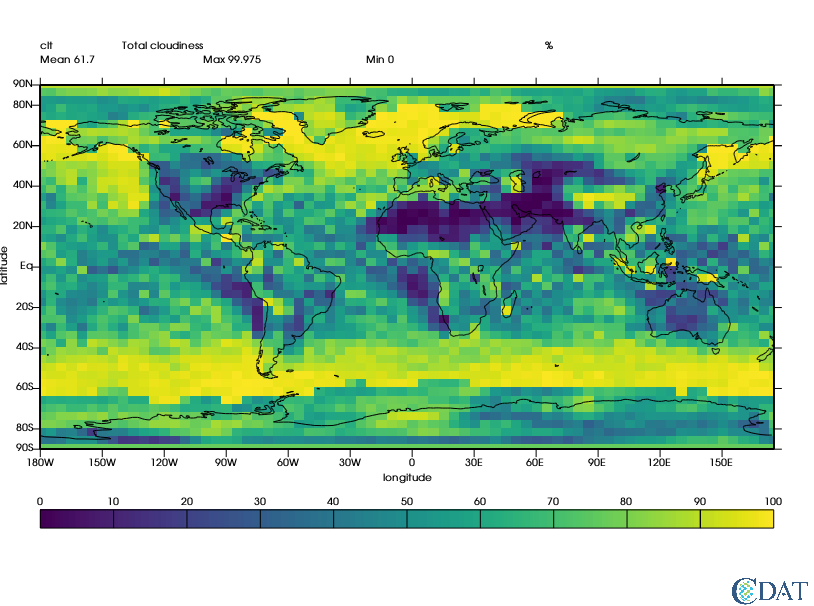 clt Total cloudiness %
Mean 61.7 Max 99.975 Min 0
90N
80N
60N
40N
20N
Eq
20S
40S
60S
80S
90S
latitude
180W 150W 120W 90W 60W 30W 0 30E 60E 90E 120E 150E
longitude
0 10 20 30 40 50 60 70 80 90 100
CDAT